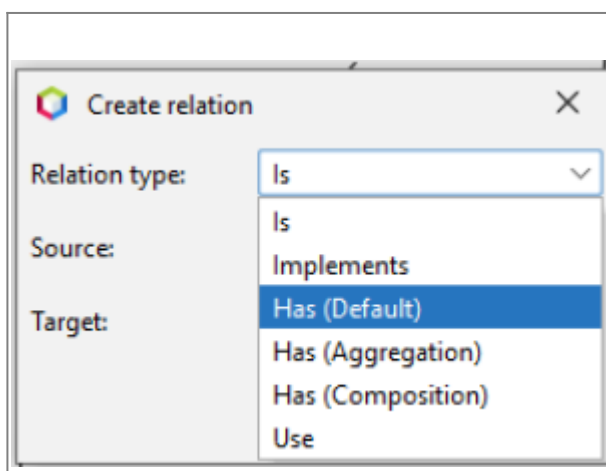 Create relation
Relation type: Is
Is
Source:
Implements
Has (Default)
Target:
Has (Aggregation)
Has (Composition)
Use